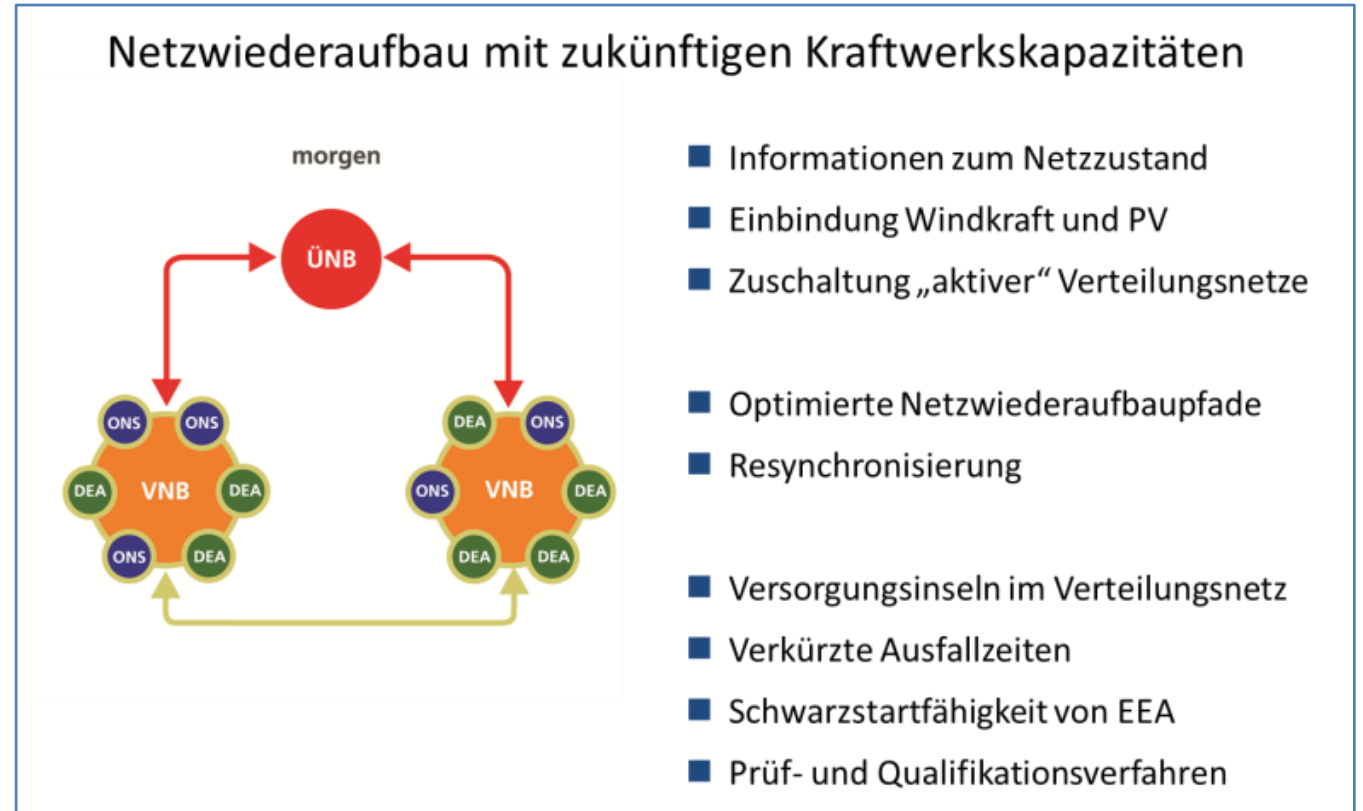 Netzwiederaufbau mit zukünftigen Kraftwerkskapazitäten
morgen
ÜNB
ONS
ONS
DEA
VNB
DEA
ONS
DEA
DEA
ONS
ONS
VNB
DEA
DEA
DEA
Informationen zum Netzzustand
Einbindung Windkraft und PV
Zuschaltung „aktiver“ Verteilungsnetze
Optimierte Netzwiederaufbaupfade
Resynchronisierung
Versorgungsinseln im Verteilungsnetz
Verkürzte Ausfallzeiten
Schwarzstartfähigkeit von EEA
Prüf- und Qualifikationsverfahren